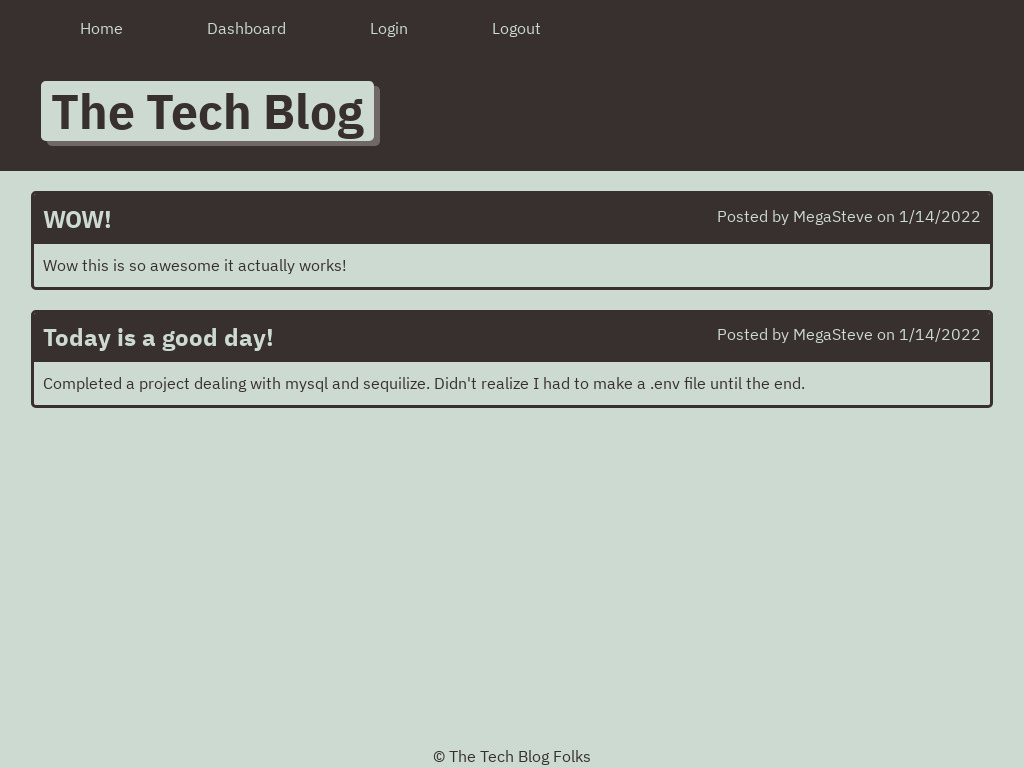 Home Dashboard Login Logout
The Tech Blog
WOW! Posted by MegaSteve on 1/14/2022
Wow this is so awesome it actually works!
Today is a good day! Posted by MegaSteve on 1/14/2022
Completed a project dealing with mysql and sequilize. Didn't realize I had to make a .env file until the end.
© The Tech Blog Folks